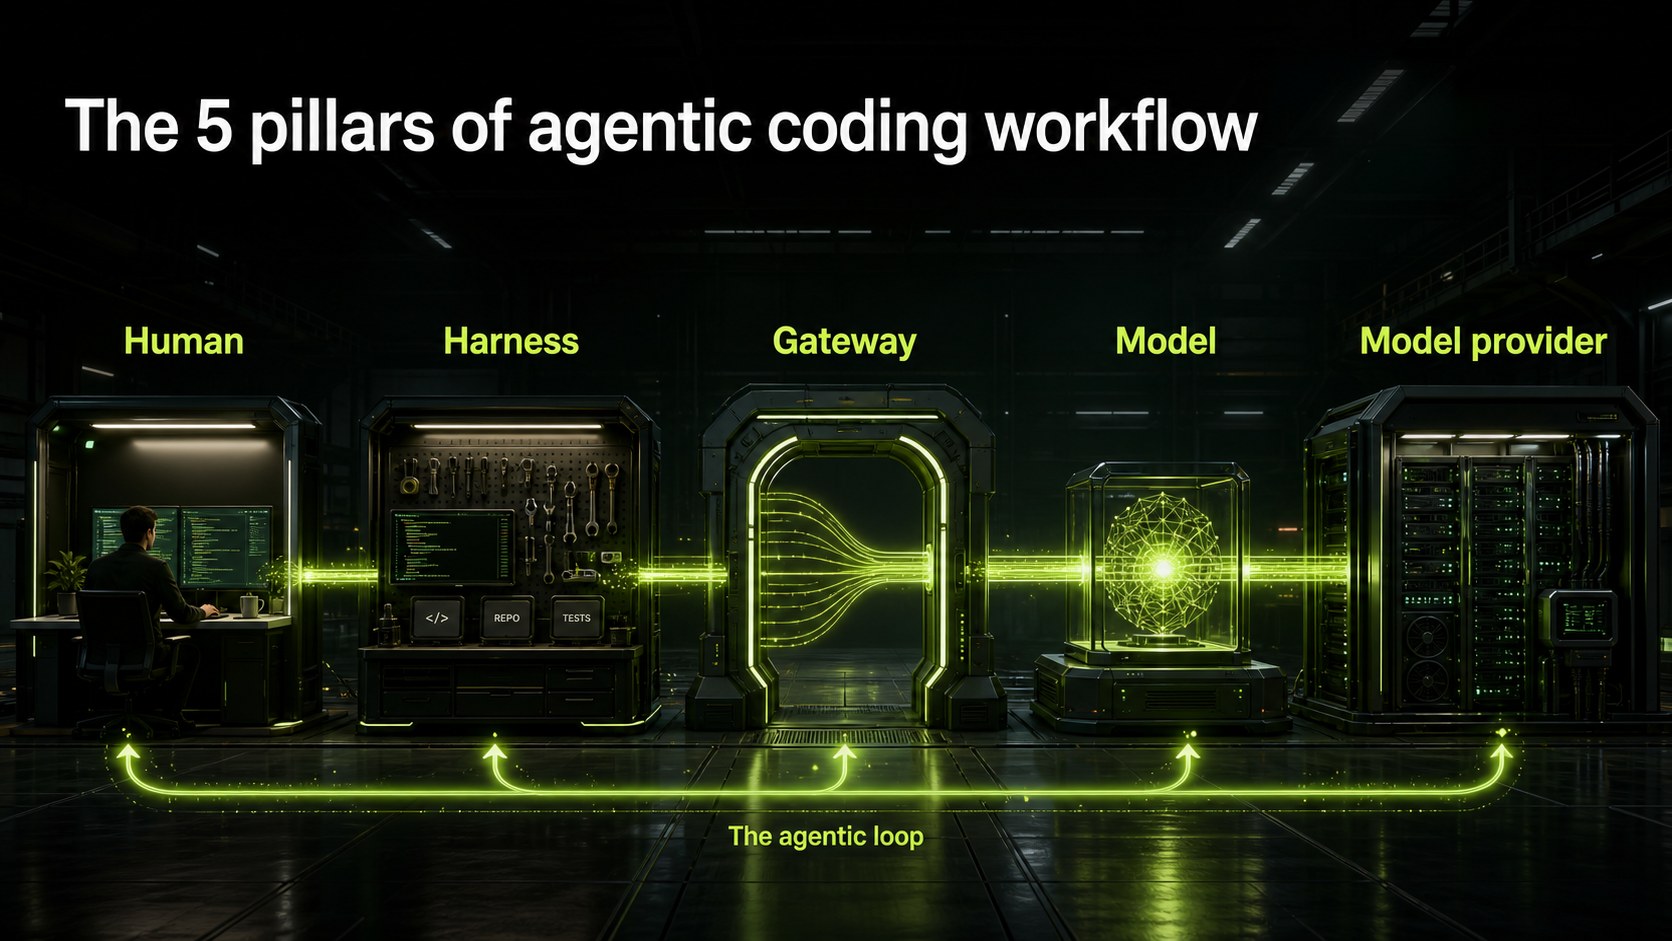 The 5 pillars of agentic coding workflow
Human
Harness
Gateway
Model
Model provider
</>
REPO
TESTS
The agentic loop